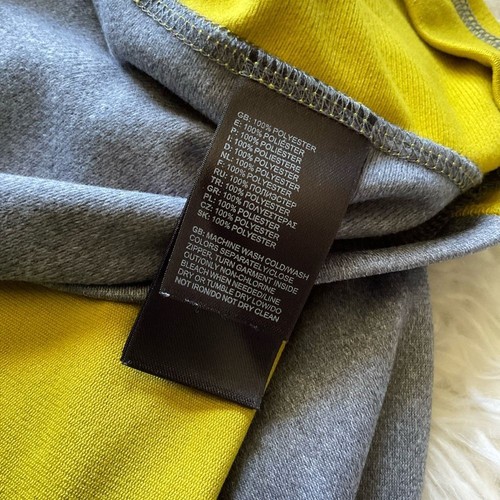 GB: 100% POLYESTER
E: 100% POLIÉSTER
P: 100% POLIÉSTER
I: 100% POLIESTERE
D: 100% POLYESTER
NL: 100% POLYESTER
F: 100% POLYESTER
RU: 100% ПОЛИЭСТЕР
TR: 100% POLYESTER
GR: 100% ΠΟΛΥΕΣΤΕΡΑΣ
PL: 100% POLIESTER
CZ: 100% POLYESTER
SK: 100% POLYESTER
GB: MACHINE WASH COLD/WASH
COLORS SEPARATELY/CLOSE
ZIPPER, TURN GARMENT INSIDE
OUT/ONLY NON-CHLORINE
BLEACH WHEN NEEDED/LINE
DRY OR TUMBLE DRY LOW/DO
NOT IRON/DO NOT DRY CLEAN